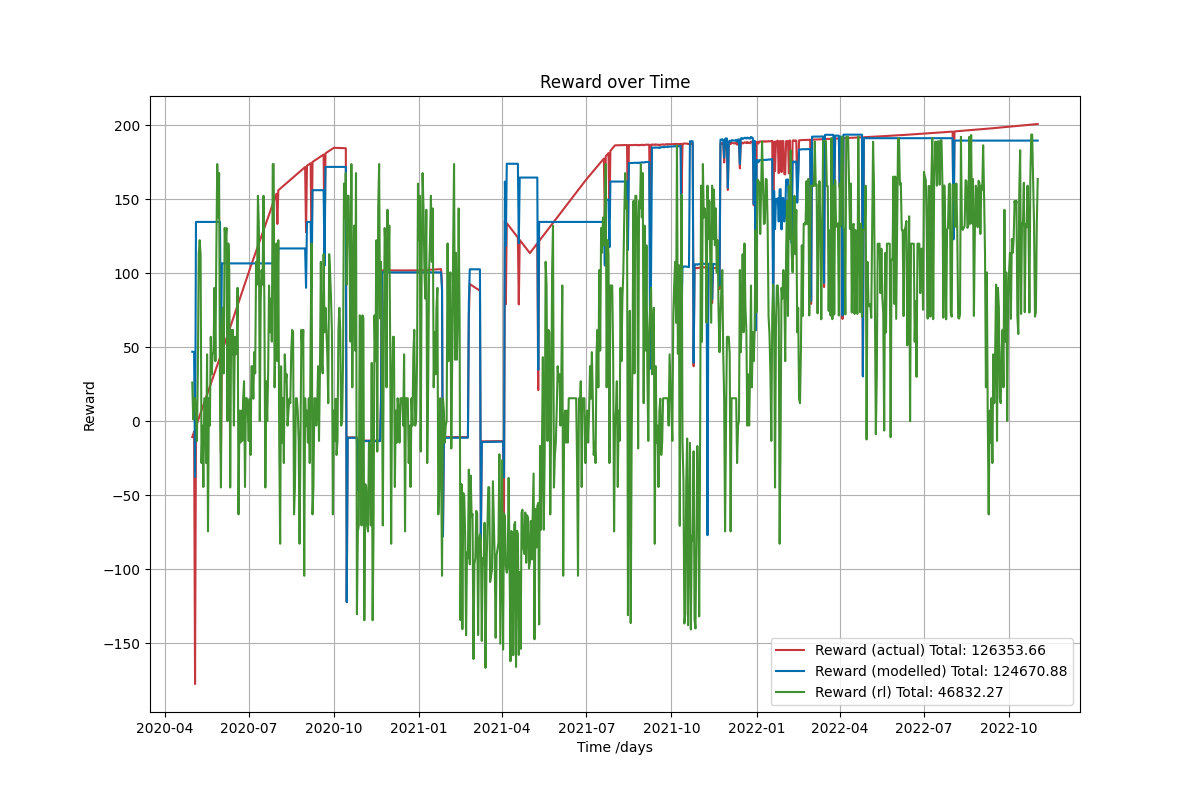 Reward over Time
Reward
200
150
100
50
0
−50
−100
−150
Reward (actual) Total: 126353.66
Reward (modelled) Total: 124670.88
Reward (rl) Total: 46832.27
2020-04 2020-07 2020-10 2021-01 2021-04 2021-07 2021-10 2022-01 2022-04 2022-07 2022-10
Time /days